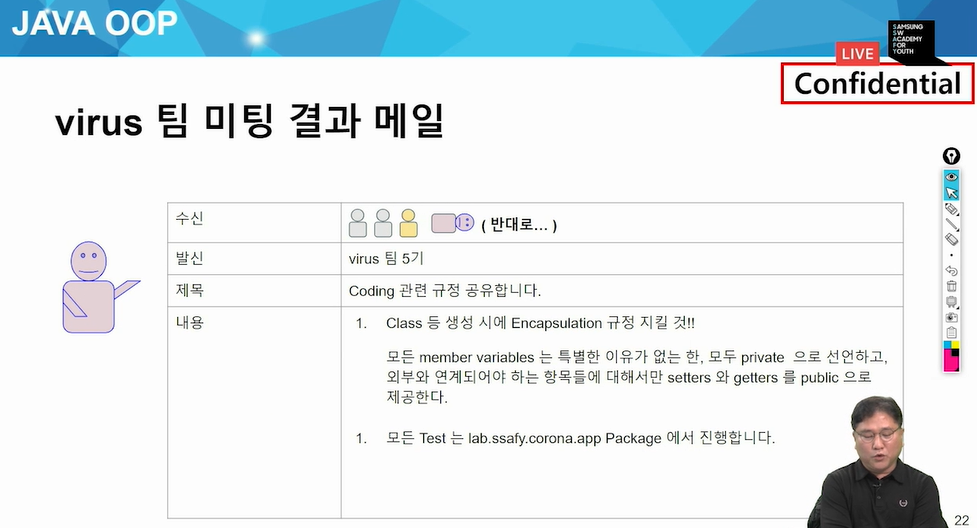 JAVA OOP
SAMSUNG
SW
ACADEMY
FOR
YOUTH
LIVE
Confidential
virus 팀 미팅 결과 메일
수신
( 반대로... )
발신
virus 팀 5기
제목
Coding 관련 규정 공유합니다.
내용
1. Class 등 생성 시에 Encapsulation 규정 지킬 것!!
모든 member variables 는 특별한 이유가 없는 한, 모두 private 으로 선언하고,
외부와 연계되어야 하는 항목들에 대해서만 setters 와 getters 를 public 으로
제공한다.
1. 모든 Test 는 lab.ssafy.corona.app Package 에서 진행합니다.
22